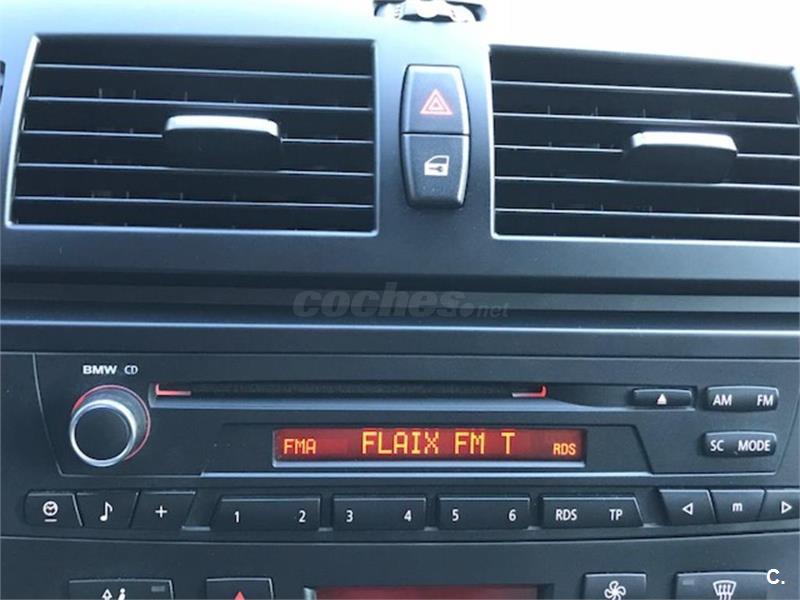 coches.net
BMW CD
AM FM
FMA FLAIX FM T RDS
SC MODE
1 2 3 4 5 6 RDS TP m
C.